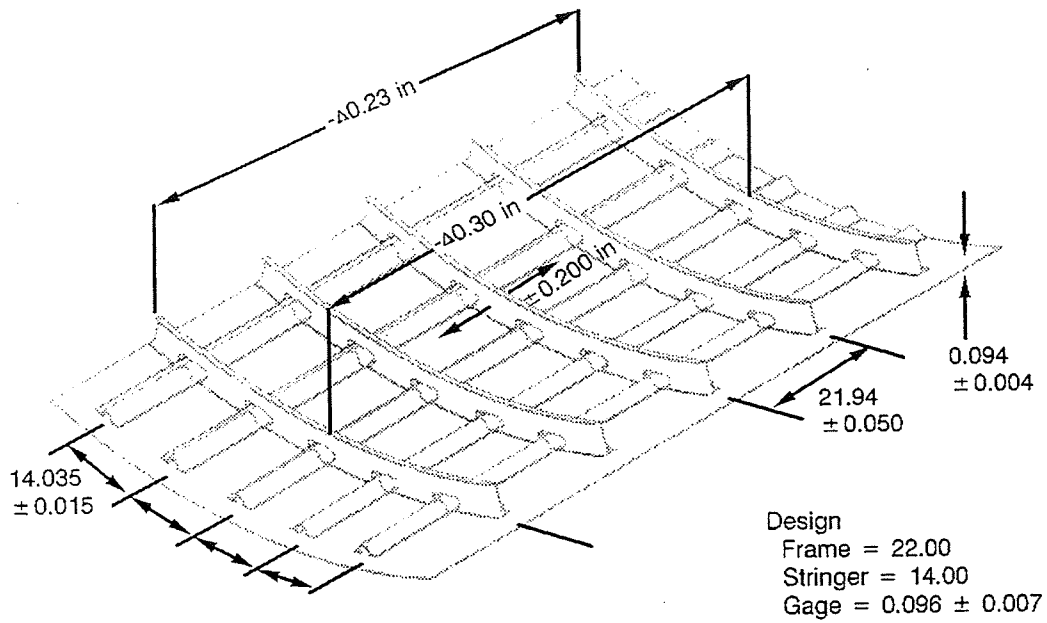 -Δ0.23 in
-Δ0.30 in
±0.200 in
0.094
± 0.004
21.94
± 0.050
14.035
± 0.015
Design
Frame = 22.00
Stringer = 14.00
Gage = 0.096 ± 0.007